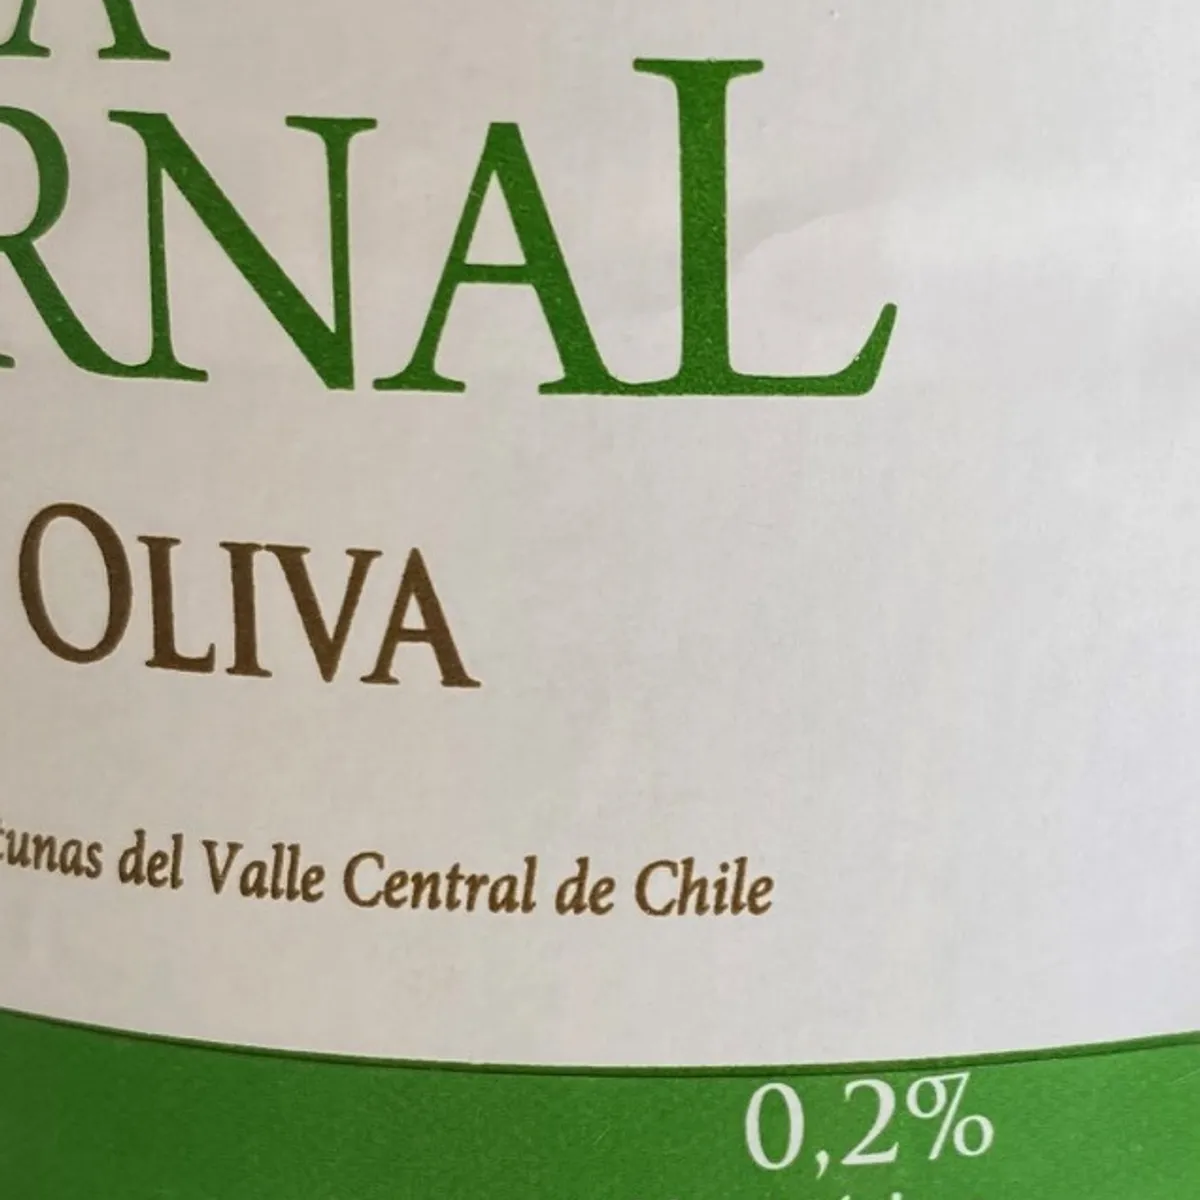 A
RNAL
OLIVA
tunas del Valle Central de Chile
0,2%